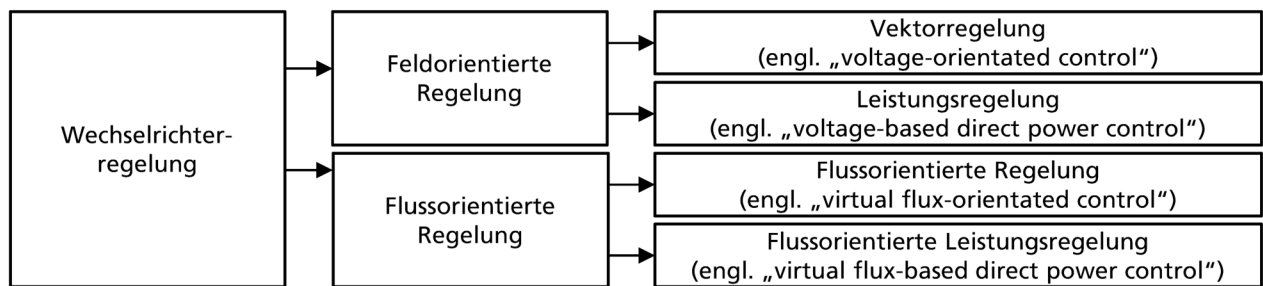 Wechselrichter-
regelung
Feldorientierte
Regelung
Vektorregelung
(engl. „voltage-orientated control“)
Leistungsregelung
(engl. „voltage-based direct power control“)
Flussorientierte
Regelung
Flussorientierte Regelung
(engl. „virtual flux-orientated control“)
Flussorientierte Leistungsregelung
(engl. „virtual flux-based direct power control“)